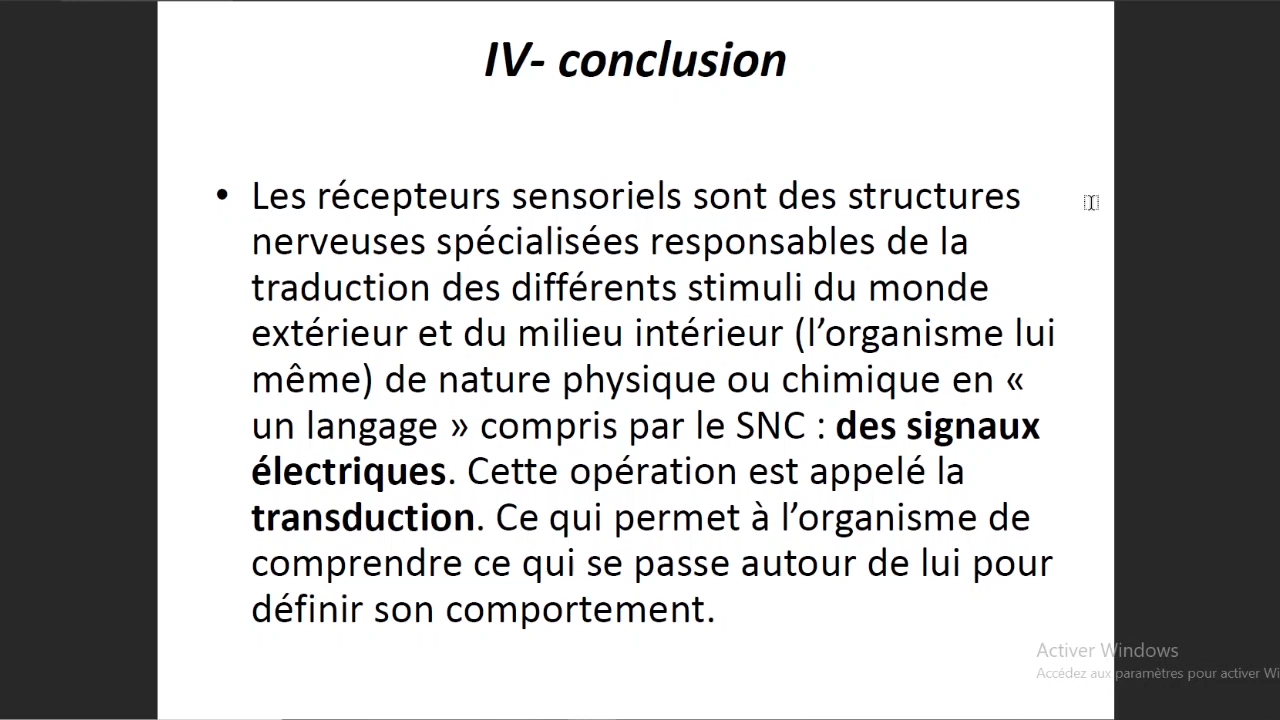 IV- conclusion
• Les récepteurs sensoriels sont des structures
nerveuses spécialisées responsables de la
traduction des différents stimuli du monde
extérieur et du milieu intérieur (l’organisme lui
même) de nature physique ou chimique en «
un langage » compris par le SNC : des signaux
électriques. Cette opération est appelé la
transduction. Ce qui permet à l’organisme de
comprendre ce qui se passe autour de lui pour
définir son comportement.
Activer Windows
Accédez aux paramètres pour activer Wi